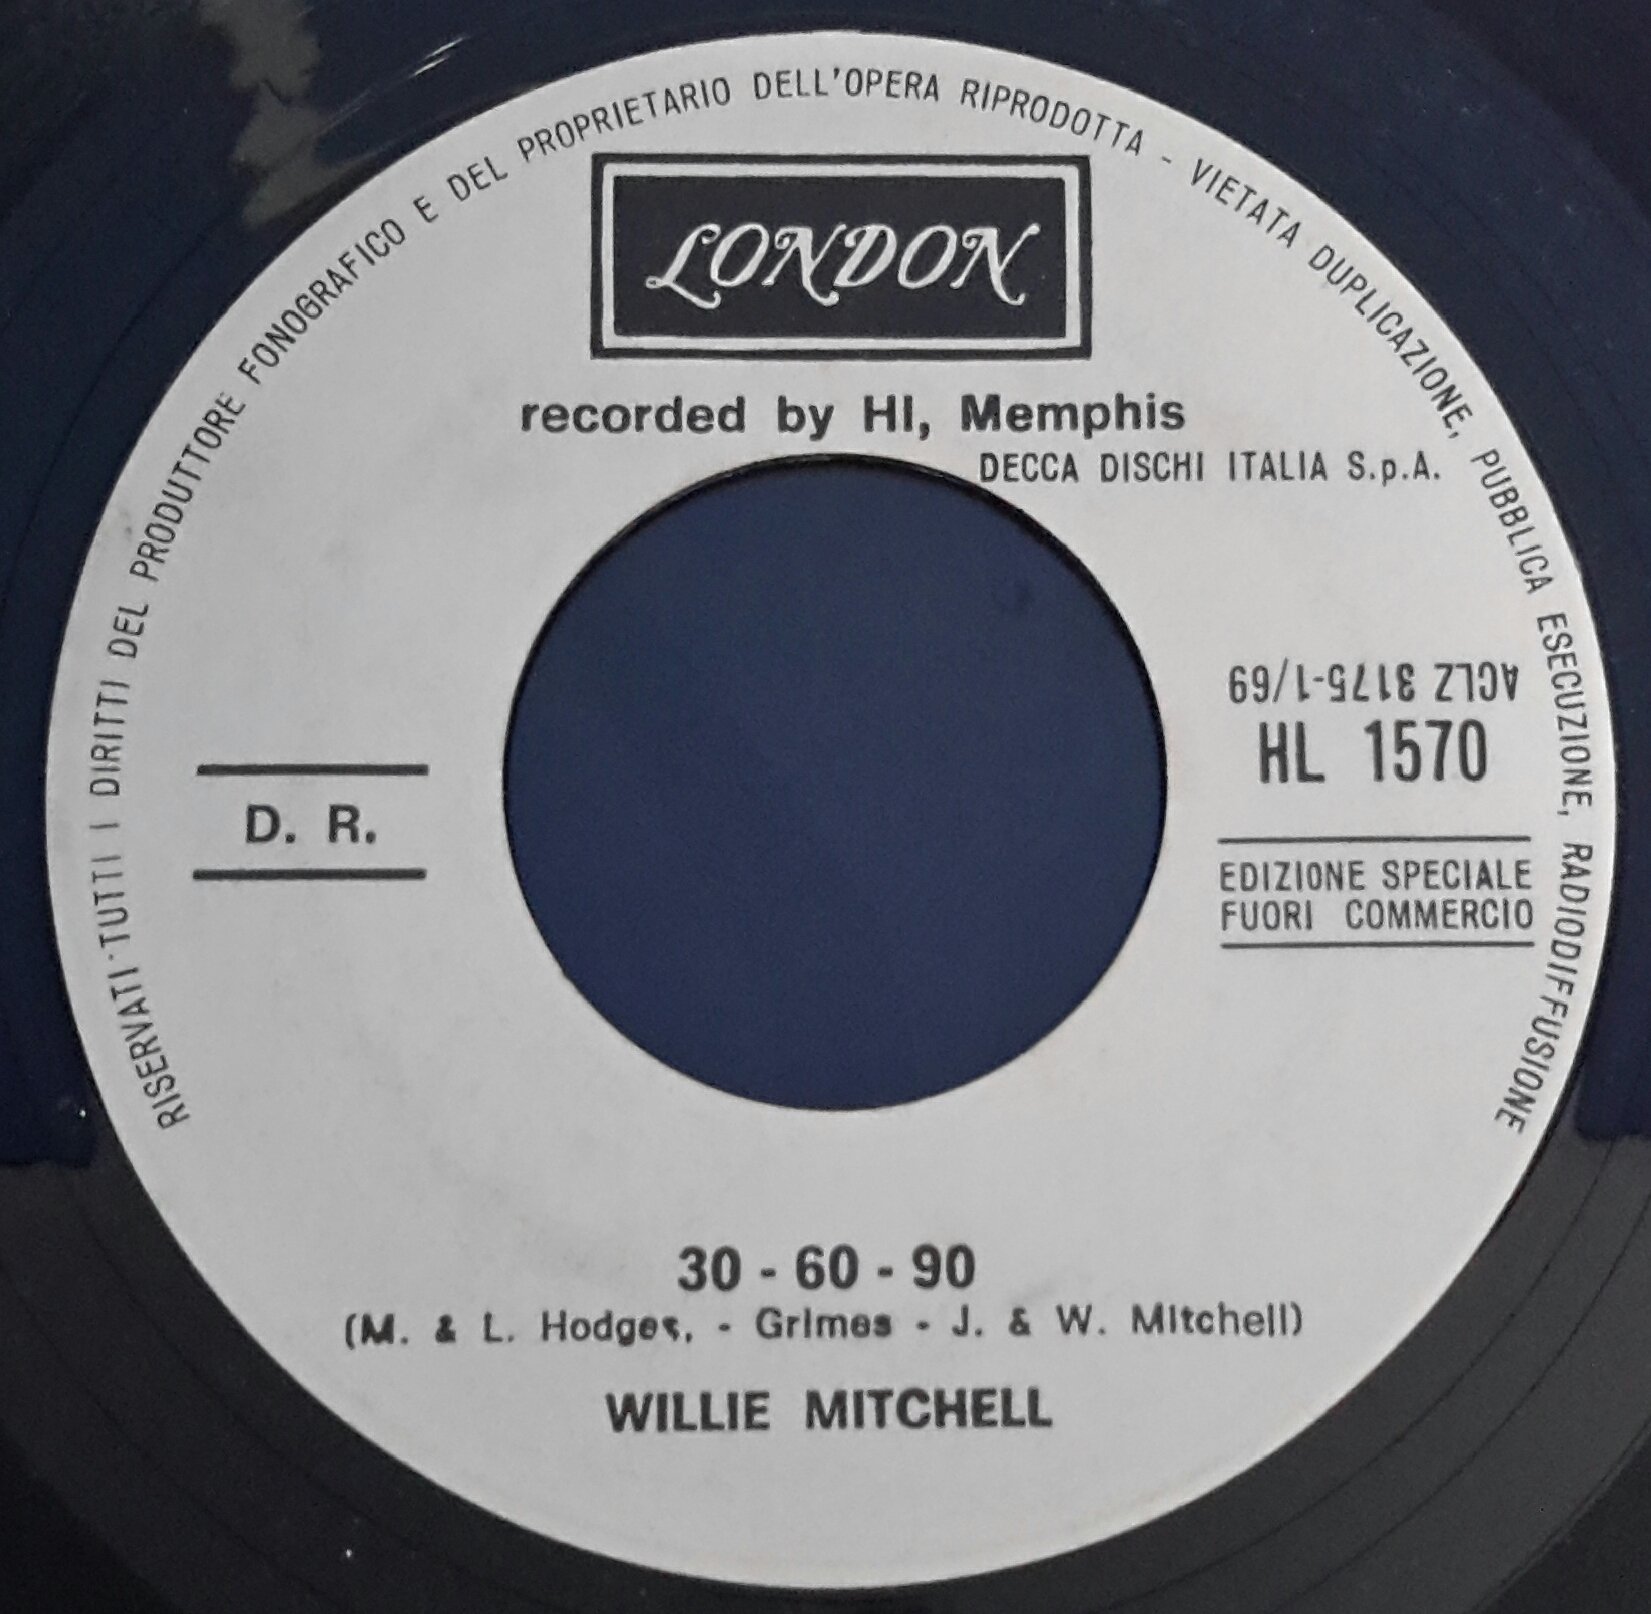 RISERVATI-TUTTI I DIRITTI DEL PRODUTTORE FONOGRAFICO E DEL PROPRIETARIO DELL'OPERA RIPRODOTTA - VIETATA DUPLICAZIONE, PUBBLICA ESECUZIONE, RADIODIFFUSIONE
LONDON
recorded by HI, Memphis
DECCA DISCHI ITALIA S.p.A.
ACLZ 3175-1/69
HL 1570
D. R.
EDIZIONE SPECIALE
FUORI COMMERCIO
30 - 60 - 90
(M. & L. Hodges, - Grimes - J. & W. Mitchell)
WILLIE MITCHELL